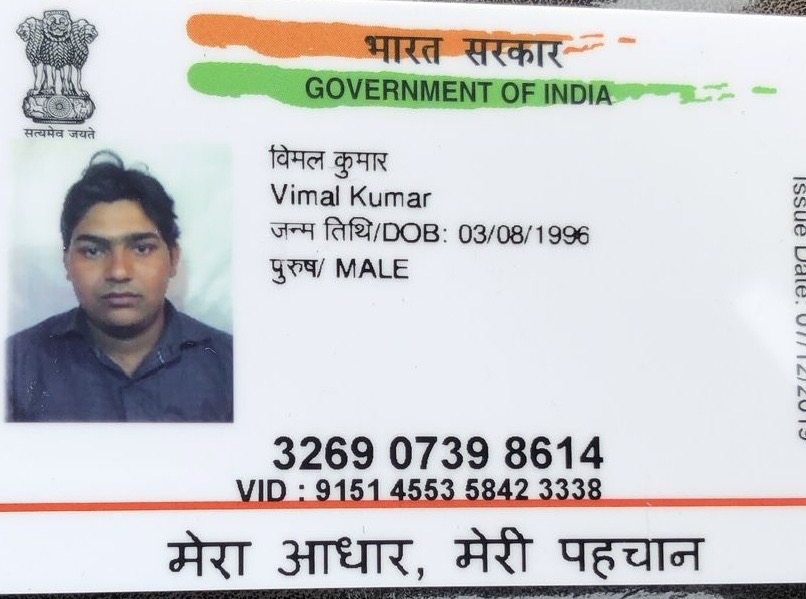 भारत सरकार
GOVERNMENT OF INDIA
सत्यमेव जयते
विमल कुमार
Vimal Kumar
जन्म तिथि/DOB: 03/08/1996
पुरुष/ MALE
Issue Date: 07/12/2019
3269 0739 8614
VID : 9151 4553 5842 3338
मेरा आधार, मेरी पहचान